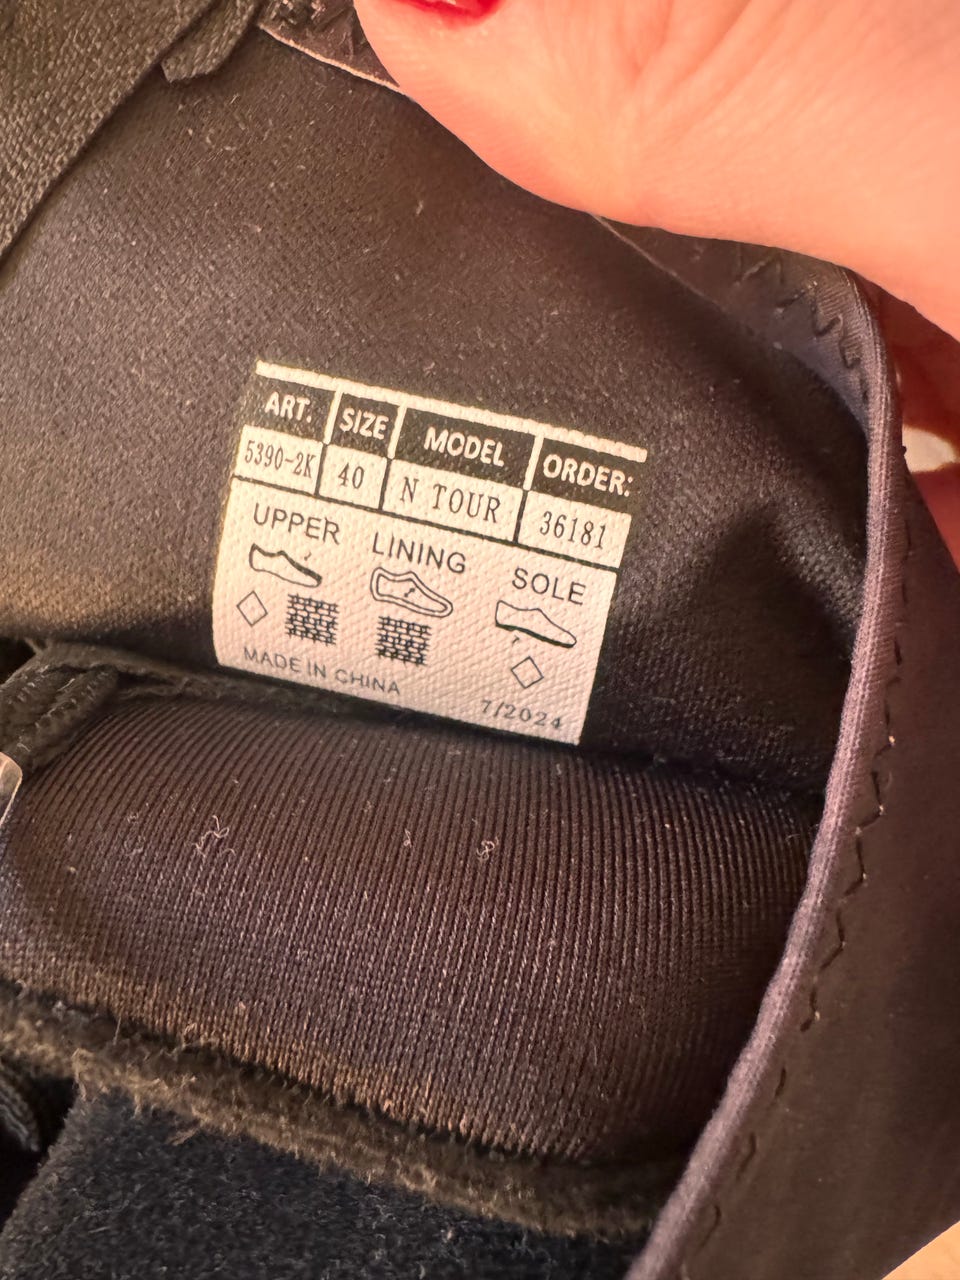 ART. SIZE MODEL ORDER:
5390-2K 40 N TOUR 36181
UPPER LINING SOLE
MADE IN CHINA 7/2024